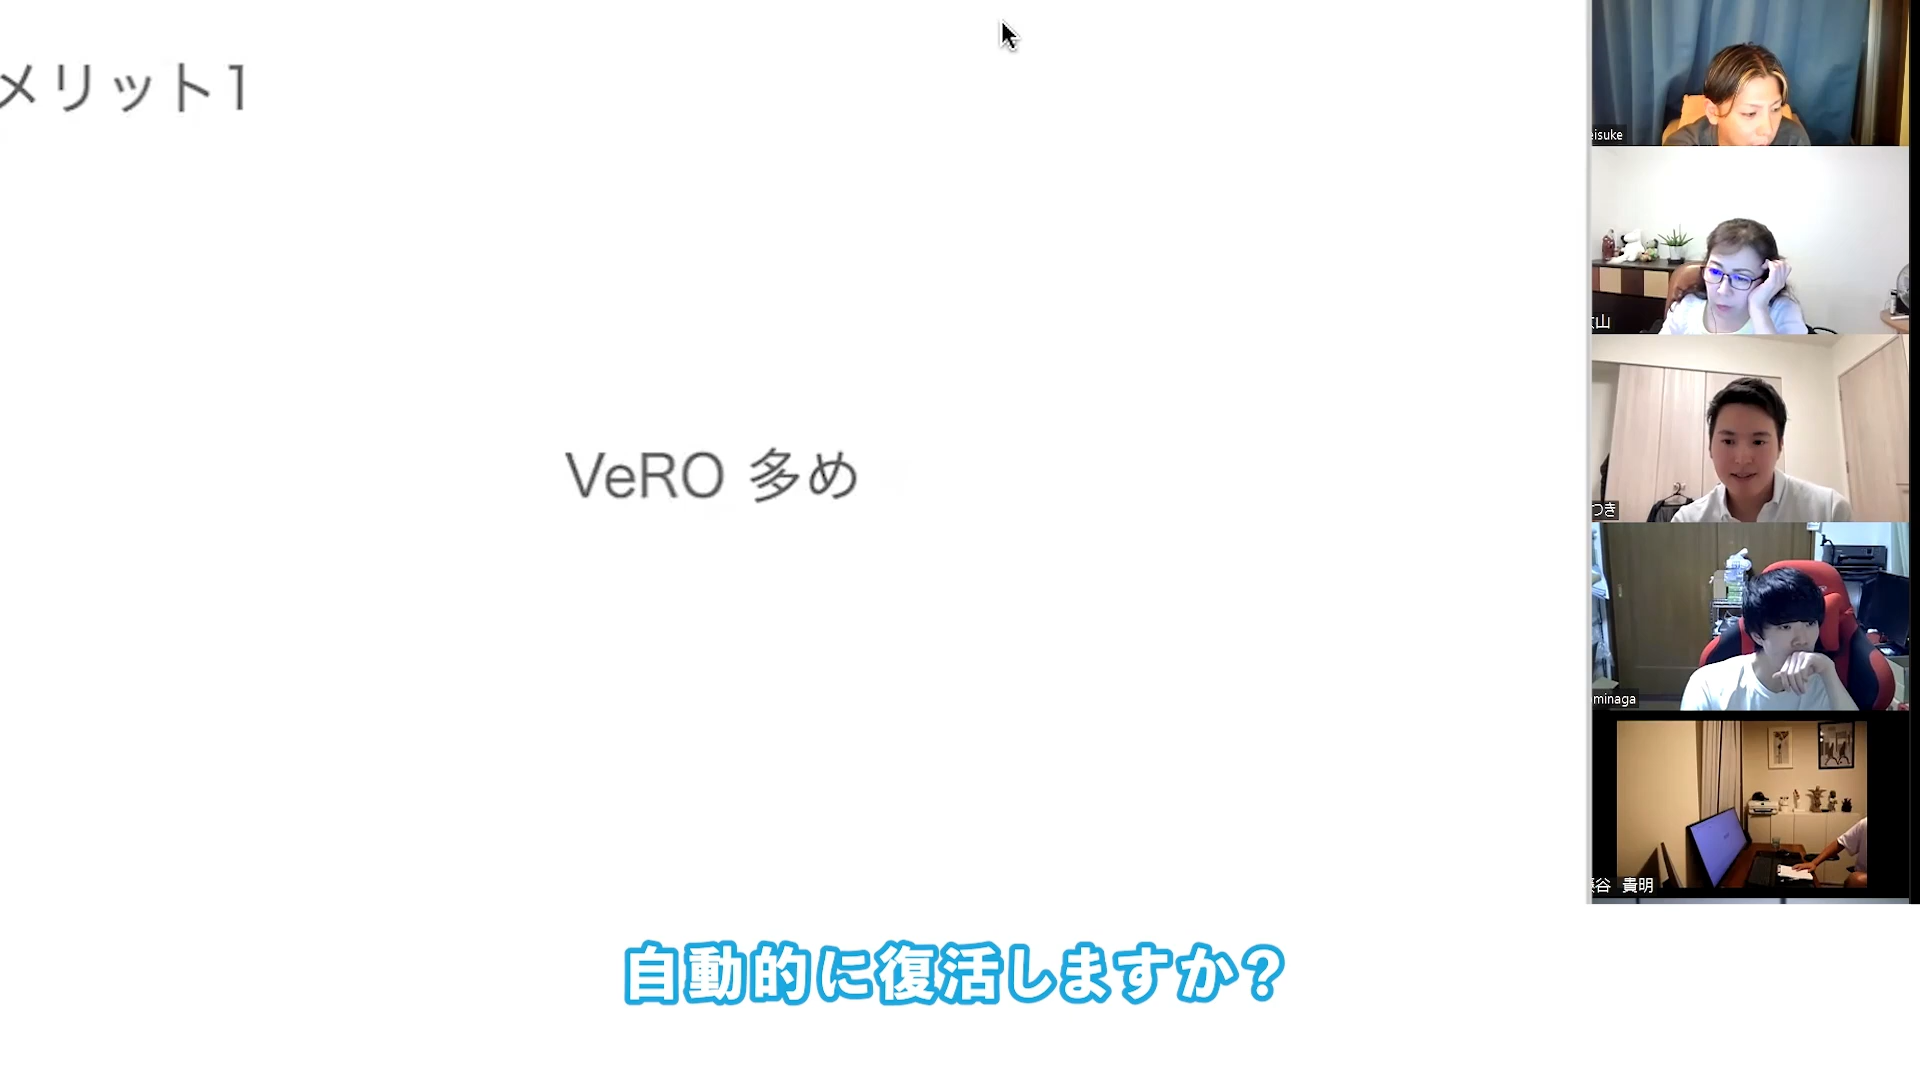 メリット1
eisuke
山
VeRO 多め
つき
minaga
谷 貴明
自動的に復活しますか?